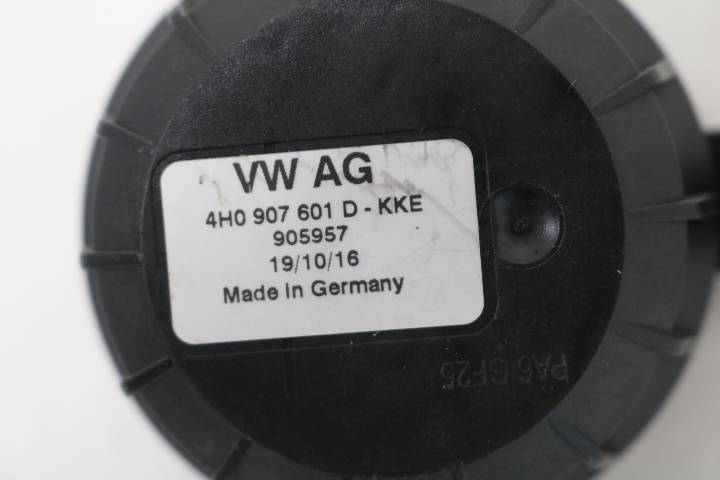 VW AG
4H0 907 601 D - KKE
905957
19/10/16
Made in Germany
PA6 GF25